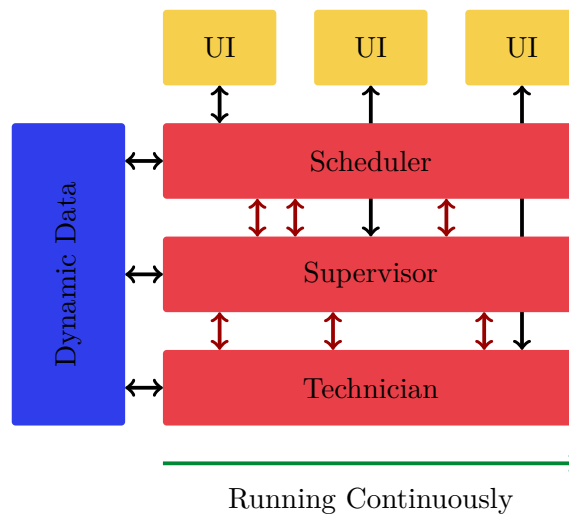 UI
UI
UI
Dynamic Data
Scheduler
Supervisor
Technician
Running Continuously